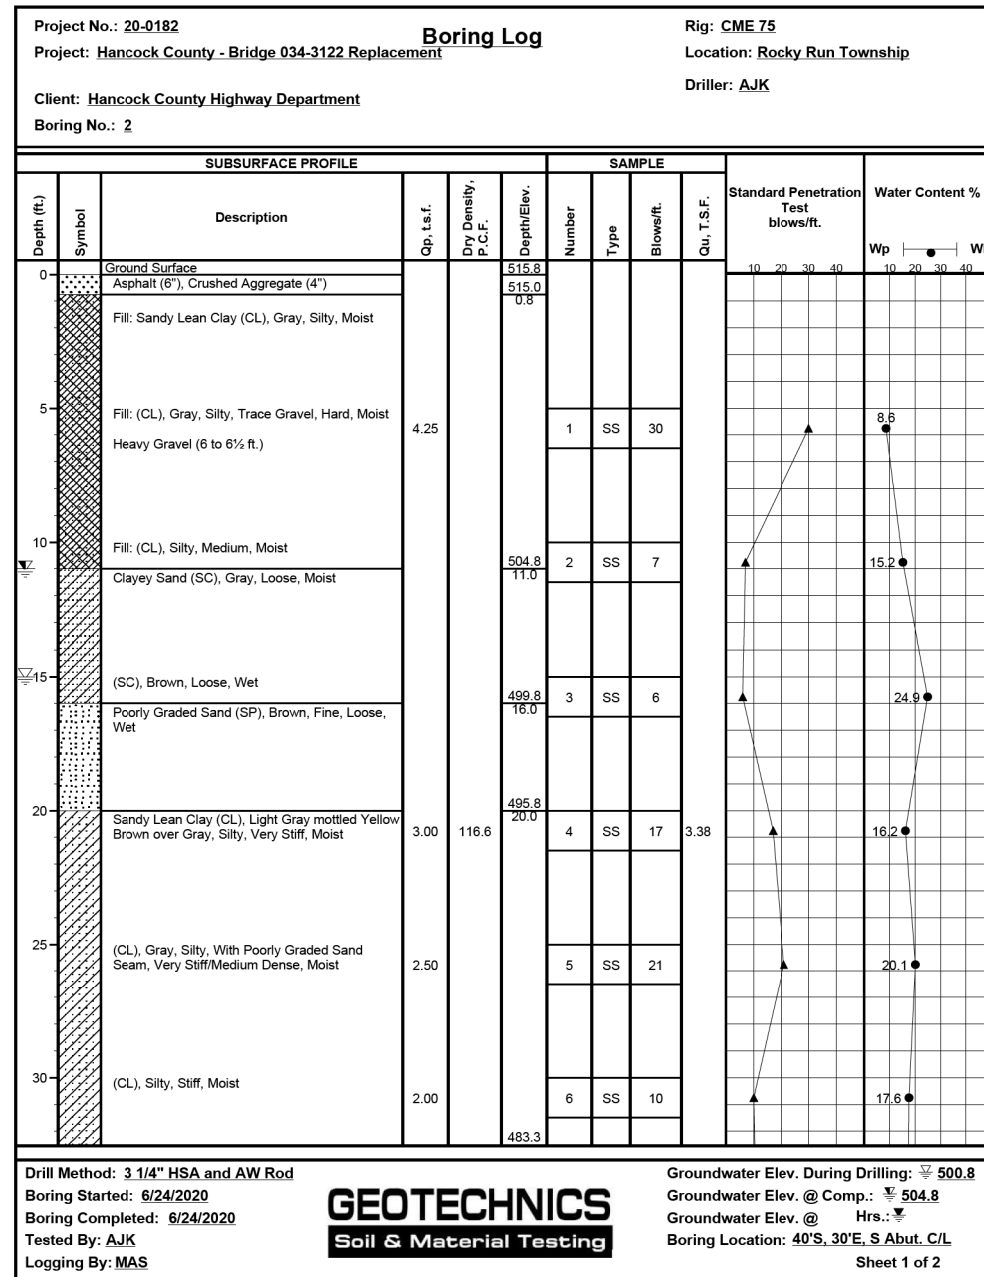 Project No.: 20-0182
Boring Log
Rig: CME 75
Project: Hancock County - Bridge 034-3122 Replacement
Location: Rocky Run Township
Driller: AJK
Client: Hancock County Highway Department
Boring No.: 2
SUBSURFACE PROFILE
SAMPLE
Depth (ft.)
Symbol
Description
Qp, t.s.f.
Dry Density, P.C.F.
Depth/Elev.
Number
Type
Blows/ft.
Qu, T.S.F.
Standard Penetration
Test
blows/ft.
Water Content %
Wp
10 20 30 40
10 20 30 40
0
Ground Surface 515.8
Asphalt (6"), Crushed Aggregate (4") 515.0
0.8
Fill: Sandy Lean Clay (CL), Gray, Silty, Moist
5
Fill: (CL), Gray, Silty, Trace Gravel, Hard, Moist
4.25 1 SS 30 8.6
Heavy Gravel (6 to 6½ ft.)
10
Fill: (CL), Silty, Medium, Moist
504.8 2 SS 7 15.2
11.0
Clayey Sand (SC), Gray, Loose, Moist
15
(SC), Brown, Loose, Wet
499.8 3 SS 6 24.9
16.0
Poorly Graded Sand (SP), Brown, Fine, Loose,
Wet
495.8
20
20.0
Sandy Lean Clay (CL), Light Gray mottled Yellow
Brown over Gray, Silty, Very Stiff, Moist
3.00 116.6 4 SS 17 3.38 16.2
25
(CL), Gray, Silty, With Poorly Graded Sand
Seam, Very Stiff/Medium Dense, Moist
2.50 5 SS 21 20.1
30
(CL), Silty, Stiff, Moist
2.00 6 SS 10 17.6
483.3
Drill Method: 3 1/4" HSA and AW Rod
Boring Started: 6/24/2020
Boring Completed: 6/24/2020
Tested By: AJK
Logging By: MAS
GEOTECHNICS
Soil & Material Testing
Groundwater Elev. During Drilling: 500.8
Groundwater Elev. @ Comp.: 504.8
Groundwater Elev. @ Hrs.:
Boring Location: 40'S, 30'E, S Abut. C/L
Sheet 1 of 2